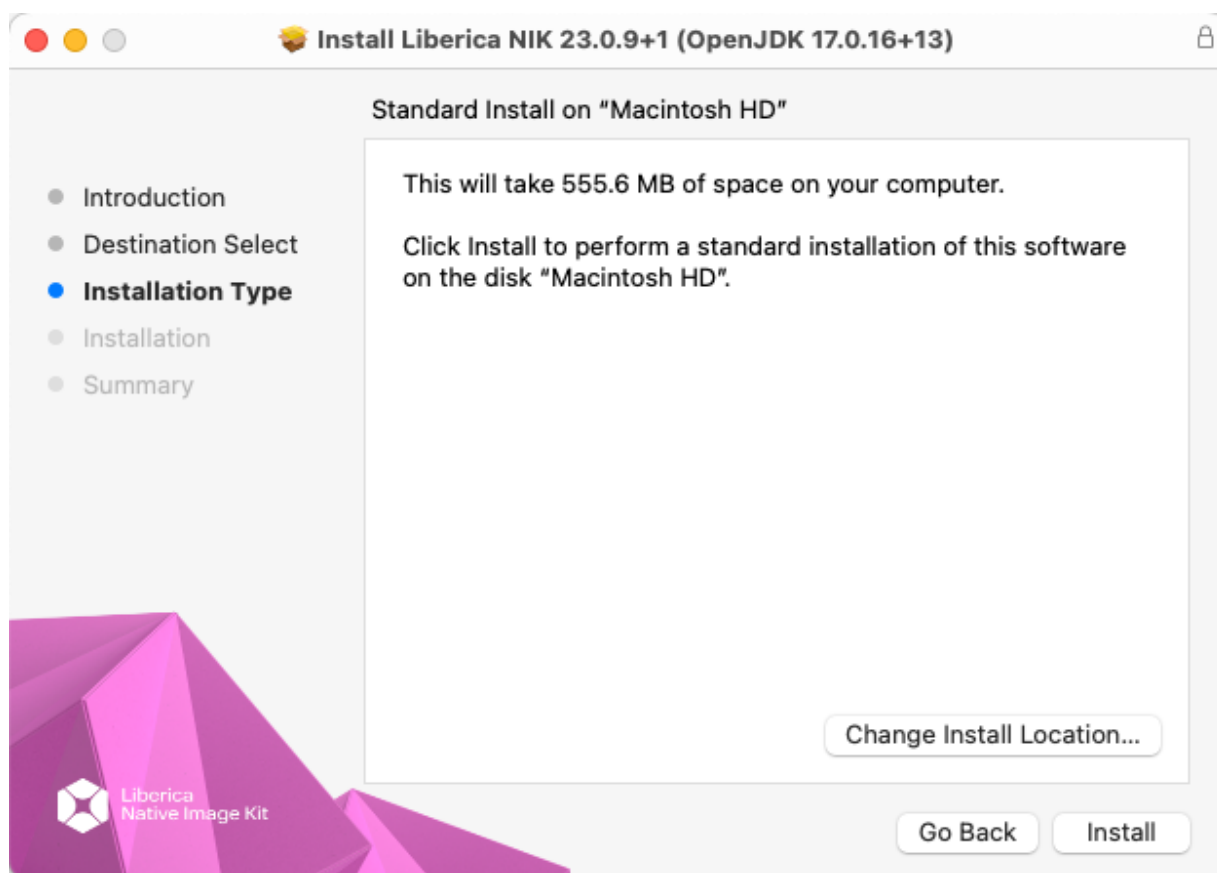 Install Liberica NIK 23.0.9+1 (OpenJDK 17.0.16+13)
Standard Install on “Macintosh HD”
Introduction
Destination Select
Installation Type
Installation
Summary
This will take 555.6 MB of space on your computer.
Click Install to perform a standard installation of this software
on the disk “Macintosh HD”.
Change Install Location...
Liberica
Native Image Kit
Go Back
Install